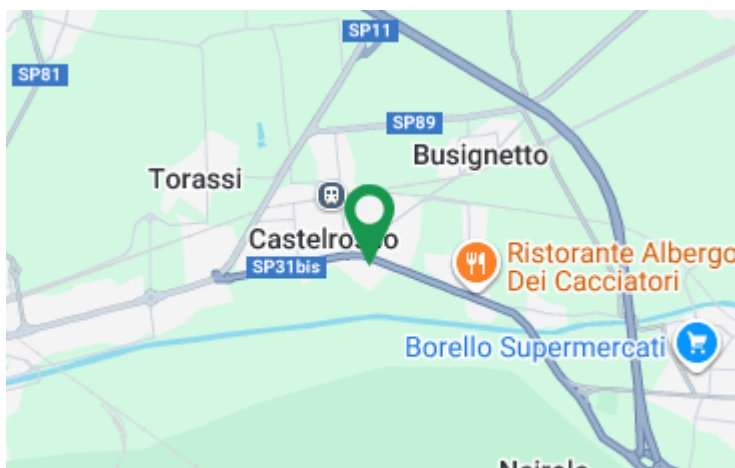 SP11
SP81
SP89
Busignetto
Torassi
Castelrosso
SP31bis
Ristorante Albergo
Dei Cacciatori
Borello Supermercati